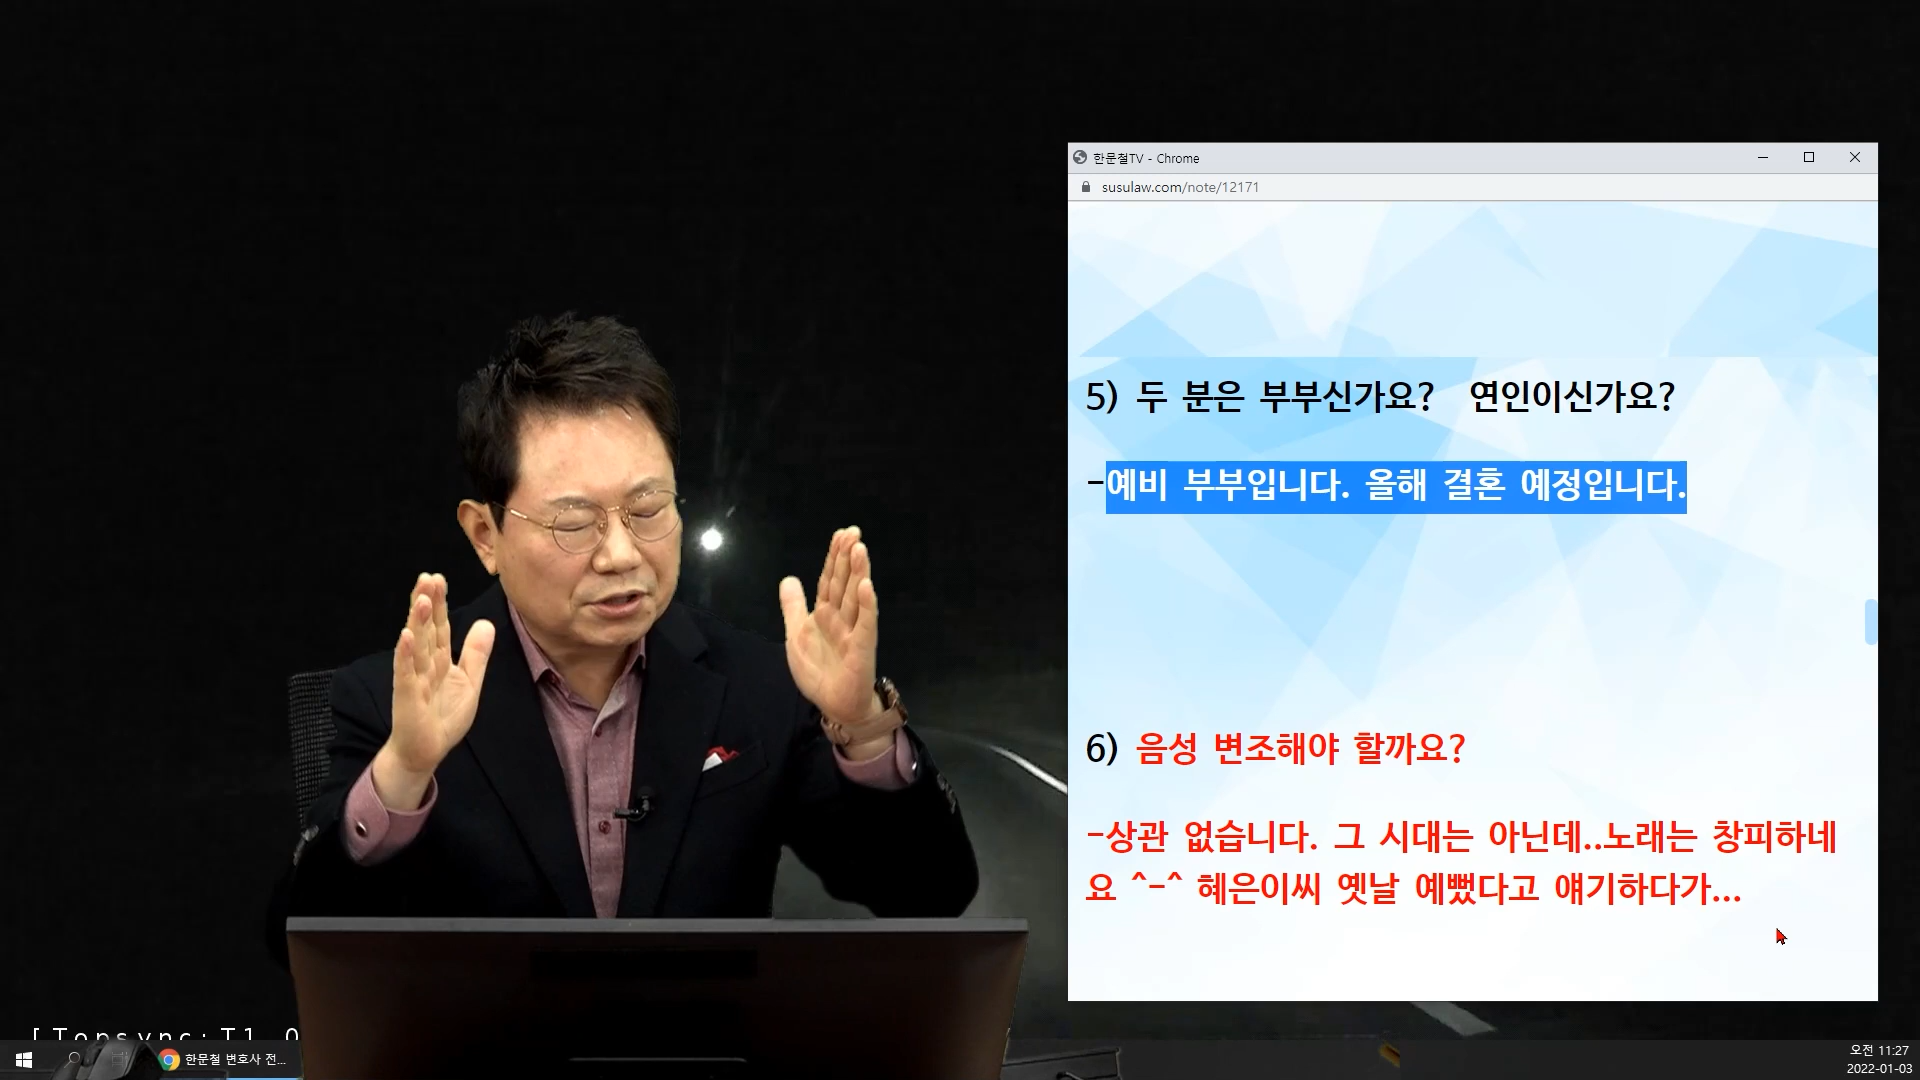 한문철TV - Chrome
susulaw.com/note/12171
5) 두 분은 부부신가요? 연인이신가요?
-예비 부부입니다. 올해 결혼 예정입니다.
6) 음성 변조해야 할까요?
-상관 없습니다. 그 시대는 아닌데..노래는 창피하네
요 ^-^ 혜은이씨 옛날 예뻤다고 얘기하다가...
[Topsync:T1 0
한문철 변호사 전...
오전 11:27
2022-01-03